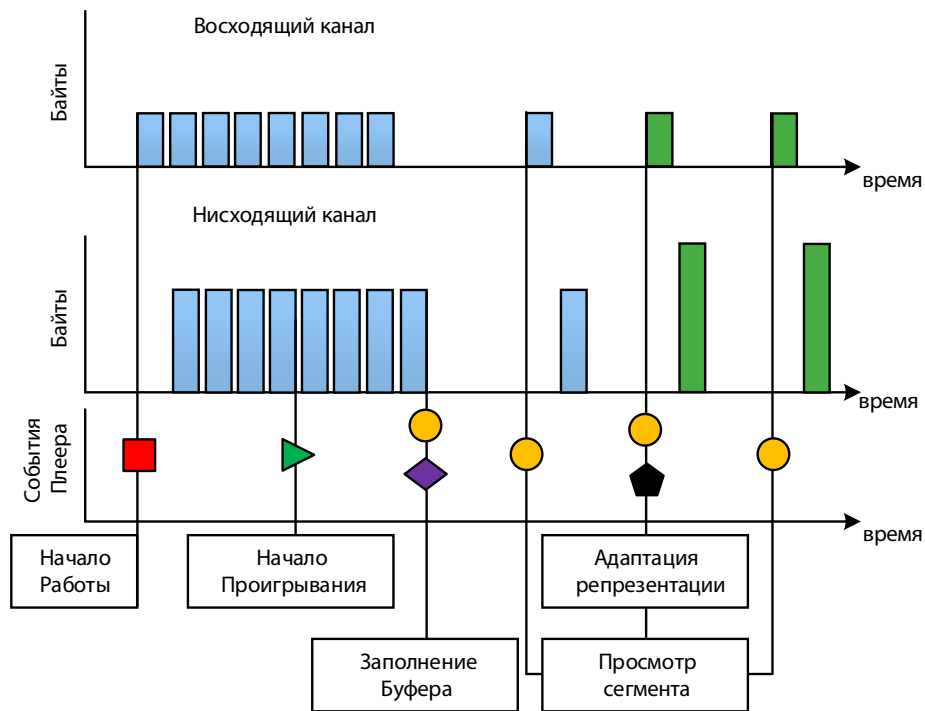 Восходящий канал
Байты
время
Нисходящий канал
Байты
время
События
Плеера
время
Начало
Работы
Начало
Проигрывания
Адаптация
репрезентации
Заполнение
Буфера
Просмотр
сегмента